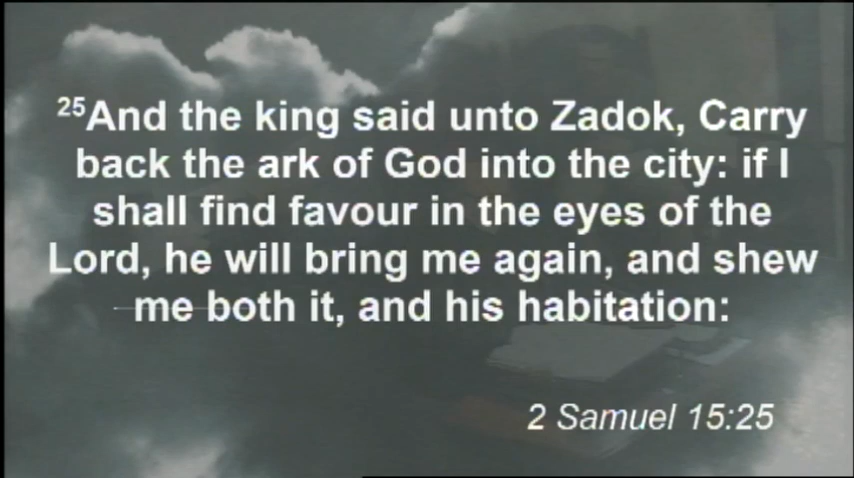 25And the king said unto Zadok, Carry
back the ark of God into the city: if I
shall find favour in the eyes of the
Lord, he will bring me again, and shew
me both it, and his habitation:
2 Samuel 15:25